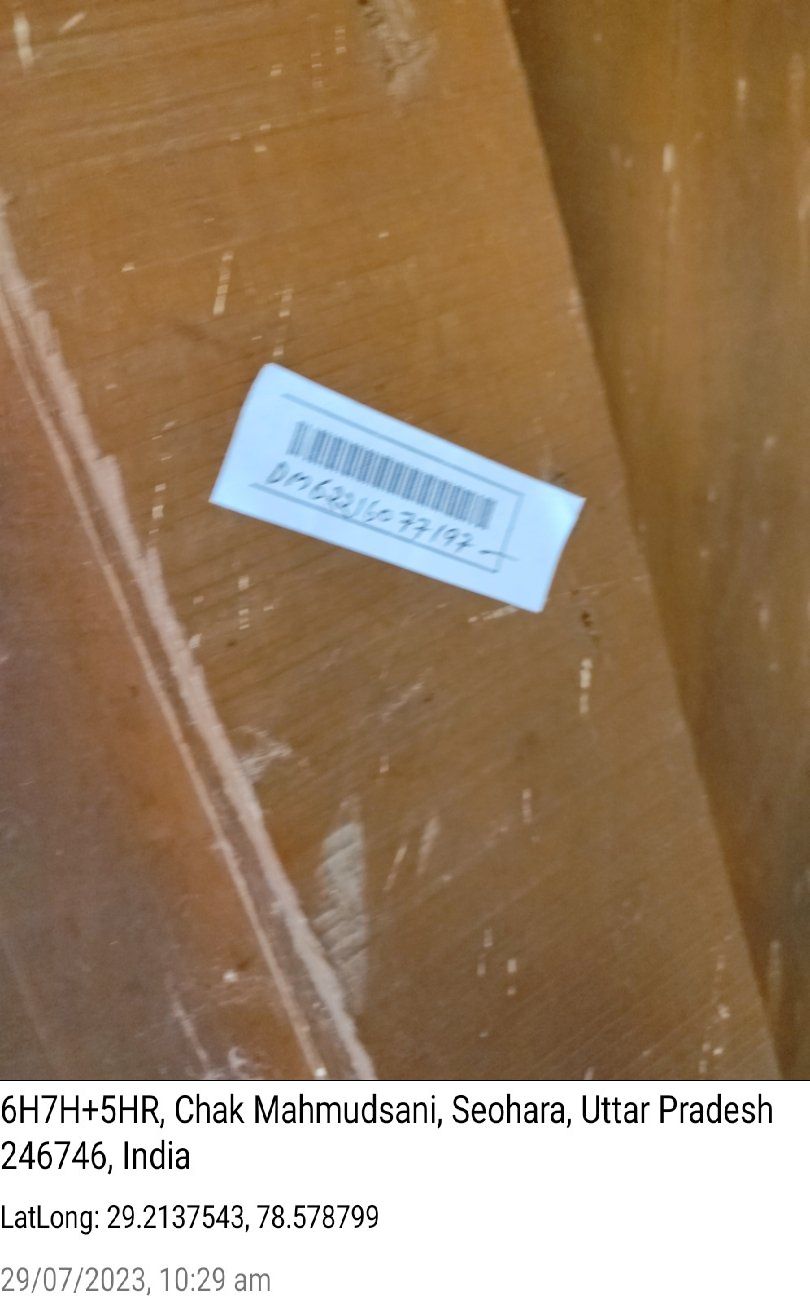 DM62216077197
6H7H+5HR, Chak Mahmudsani, Seohara, Uttar Pradesh
246746, India
LatLong: 29.2137543, 78.578799
29/07/2023, 10:29 am